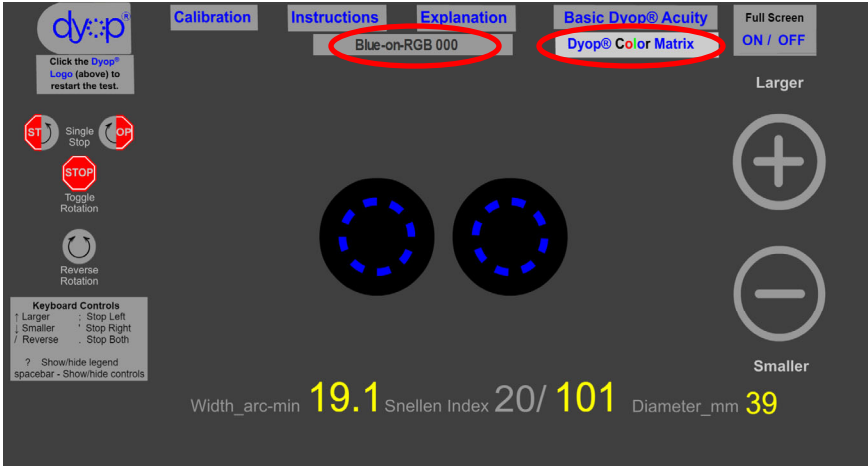 dyop®
Click the Dyop®
Logo (above) to
restart the test.
Calibration
Instructions
Explanation
Basic Dyop® Acuity
Full Screen
ON / OFF
Blue-on-RGB 000
Dyop® Color Matrix
Larger
ST
Single
Stop
OP
STOP
Toggle
Rotation
Reverse
Rotation
Keyboard Controls
↑ Larger ; Stop Left
↓ Smaller ' Stop Right
/ Reverse . Stop Both
? Show/hide legend
spacebar - Show/hide controls
Smaller
Width_arc-min 19.1 Snellen Index 20/ 101 Diameter_mm 39